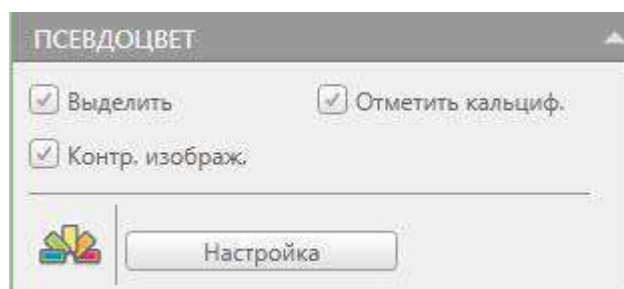 ПСЕВДОЦВЕТ
Выделить Отметить кальциф.
Контр. изображ.
Настройка